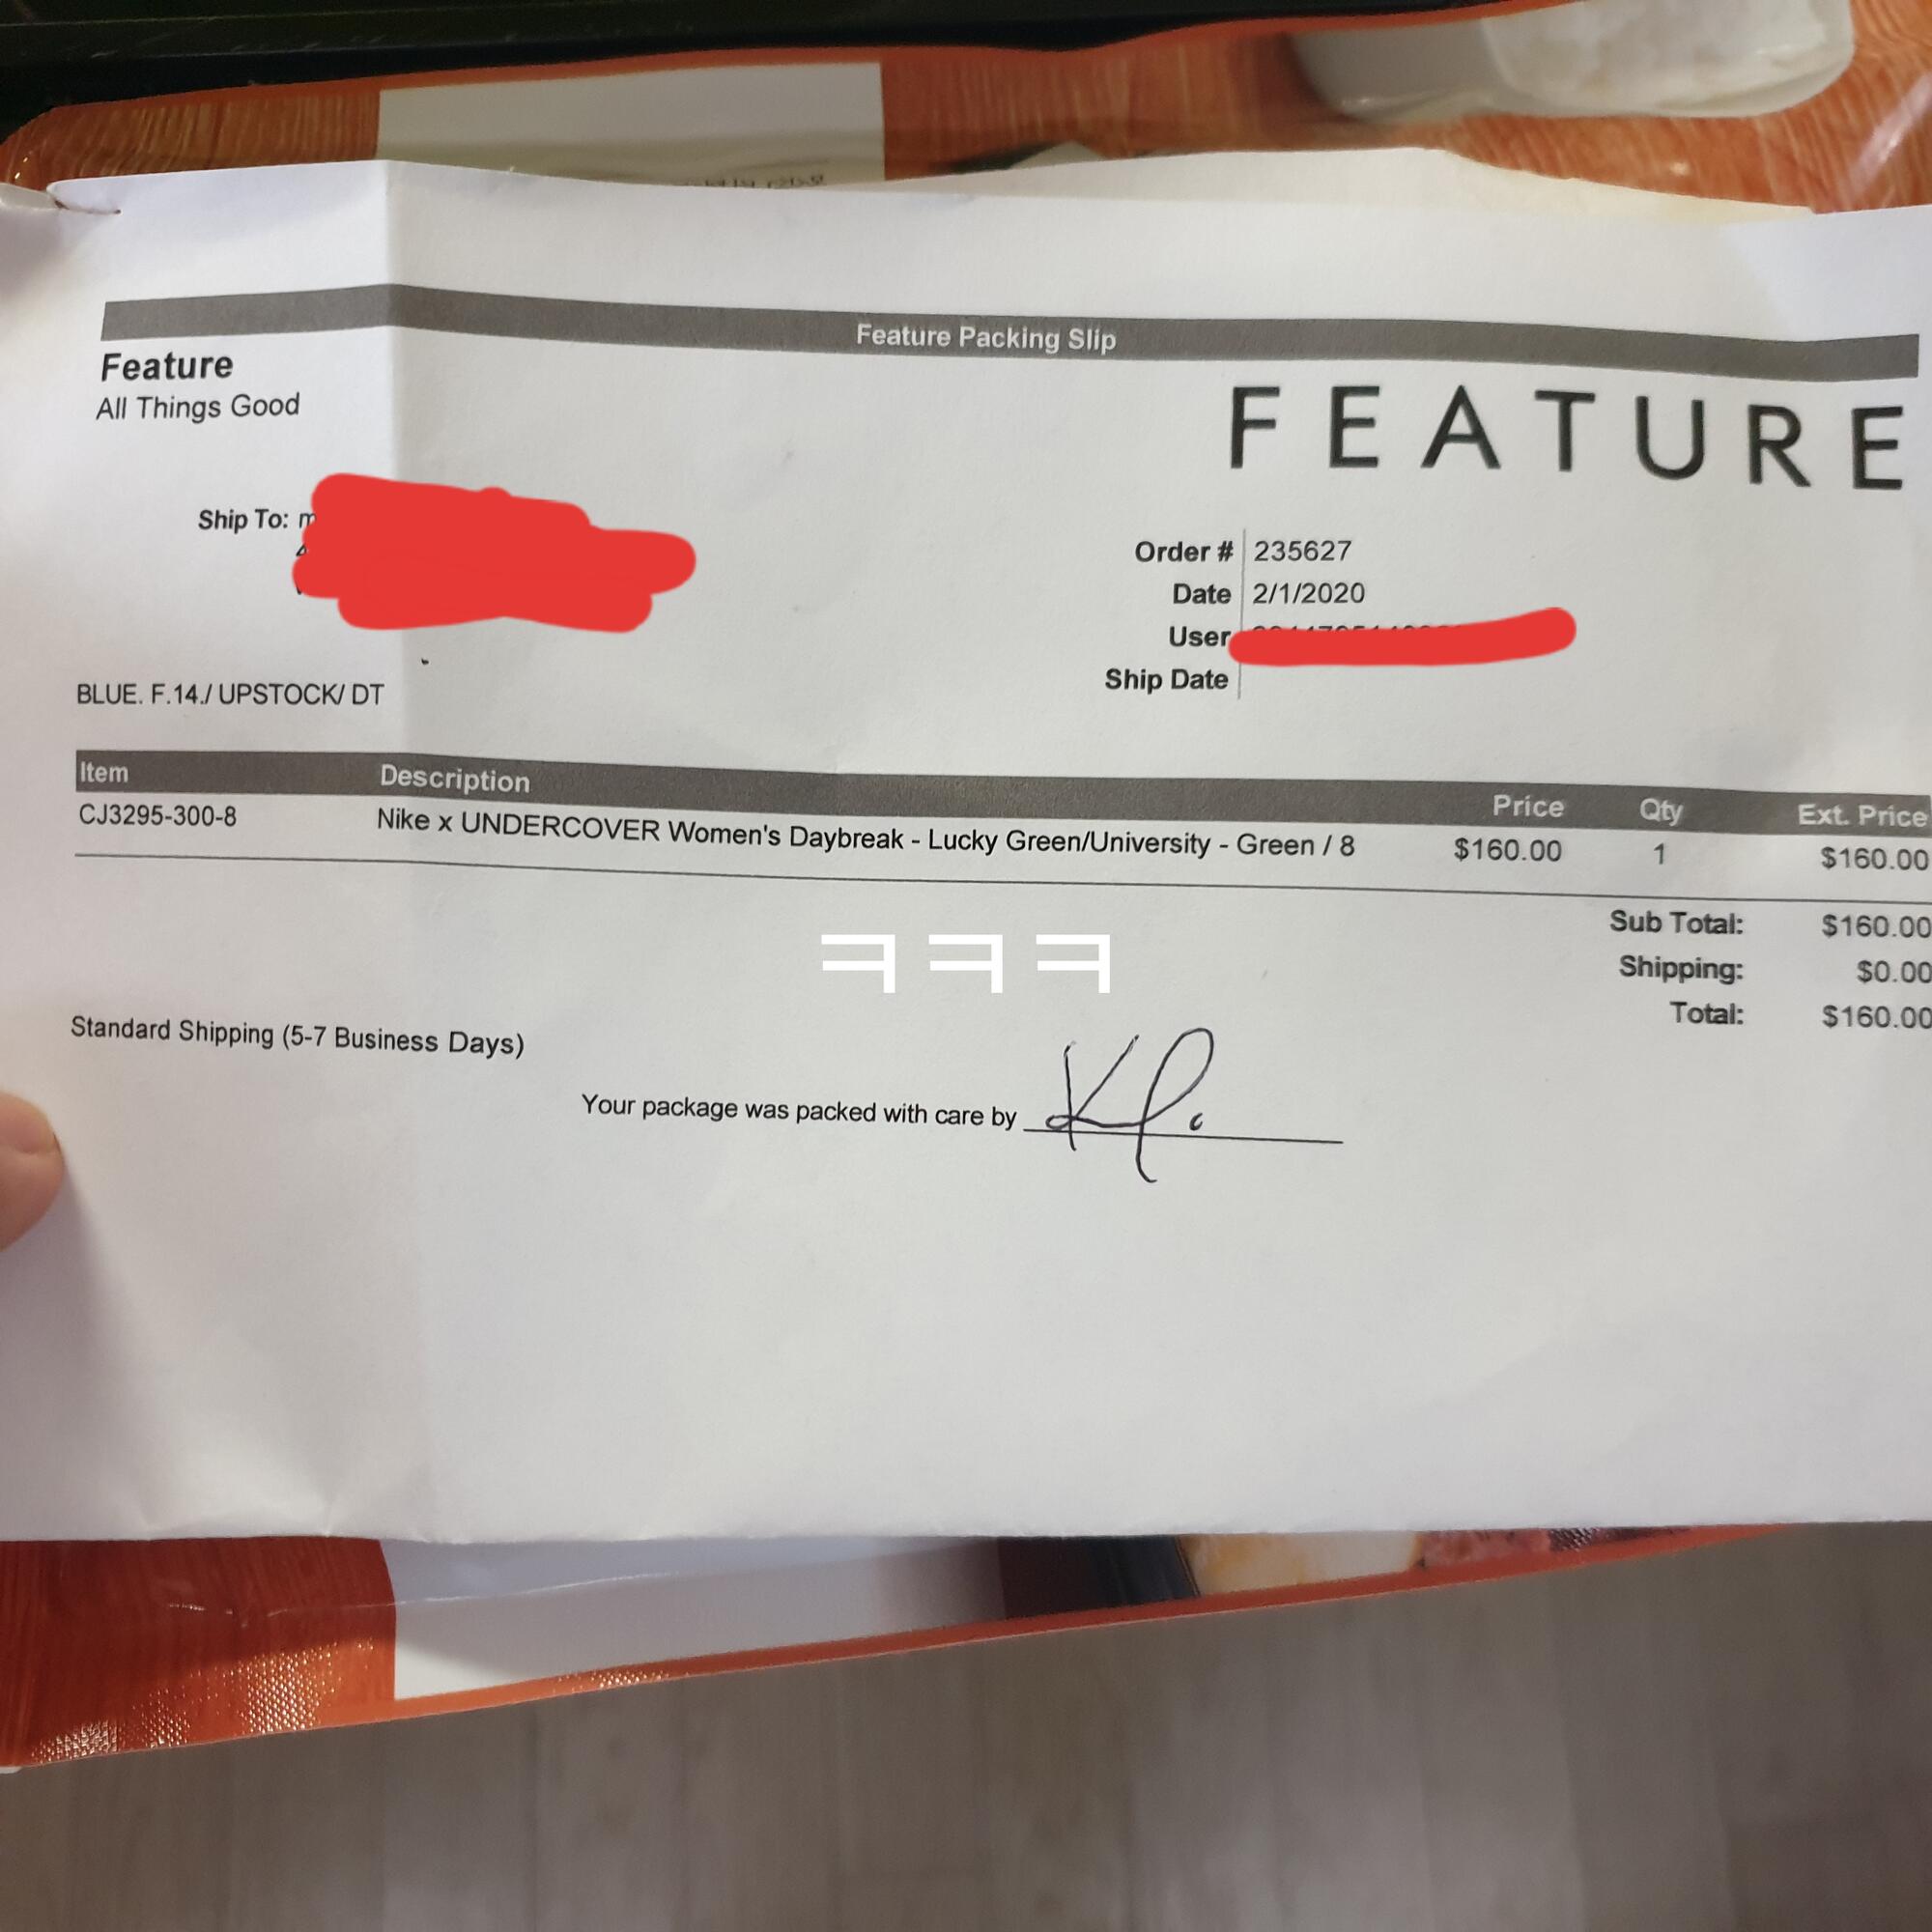 Feature Packing Slip
Feature
All Things Good
FEATURE
Ship To:
Order # 235627
Date 2/1/2020
User
Ship Date
BLUE. F.14./ UPSTOCK/ DT
Item Description Price Qty Ext. Price
CJ3295-300-8 Nike x UNDERCOVER Women's Daybreak - Lucky Green/University - Green / 8 $160.00 1 $160.00
Sub Total: $160.00
Shipping: $0.00
Total: $160.00
ㅋㅋㅋ
Standard Shipping (5-7 Business Days)
Your package was packed with care by